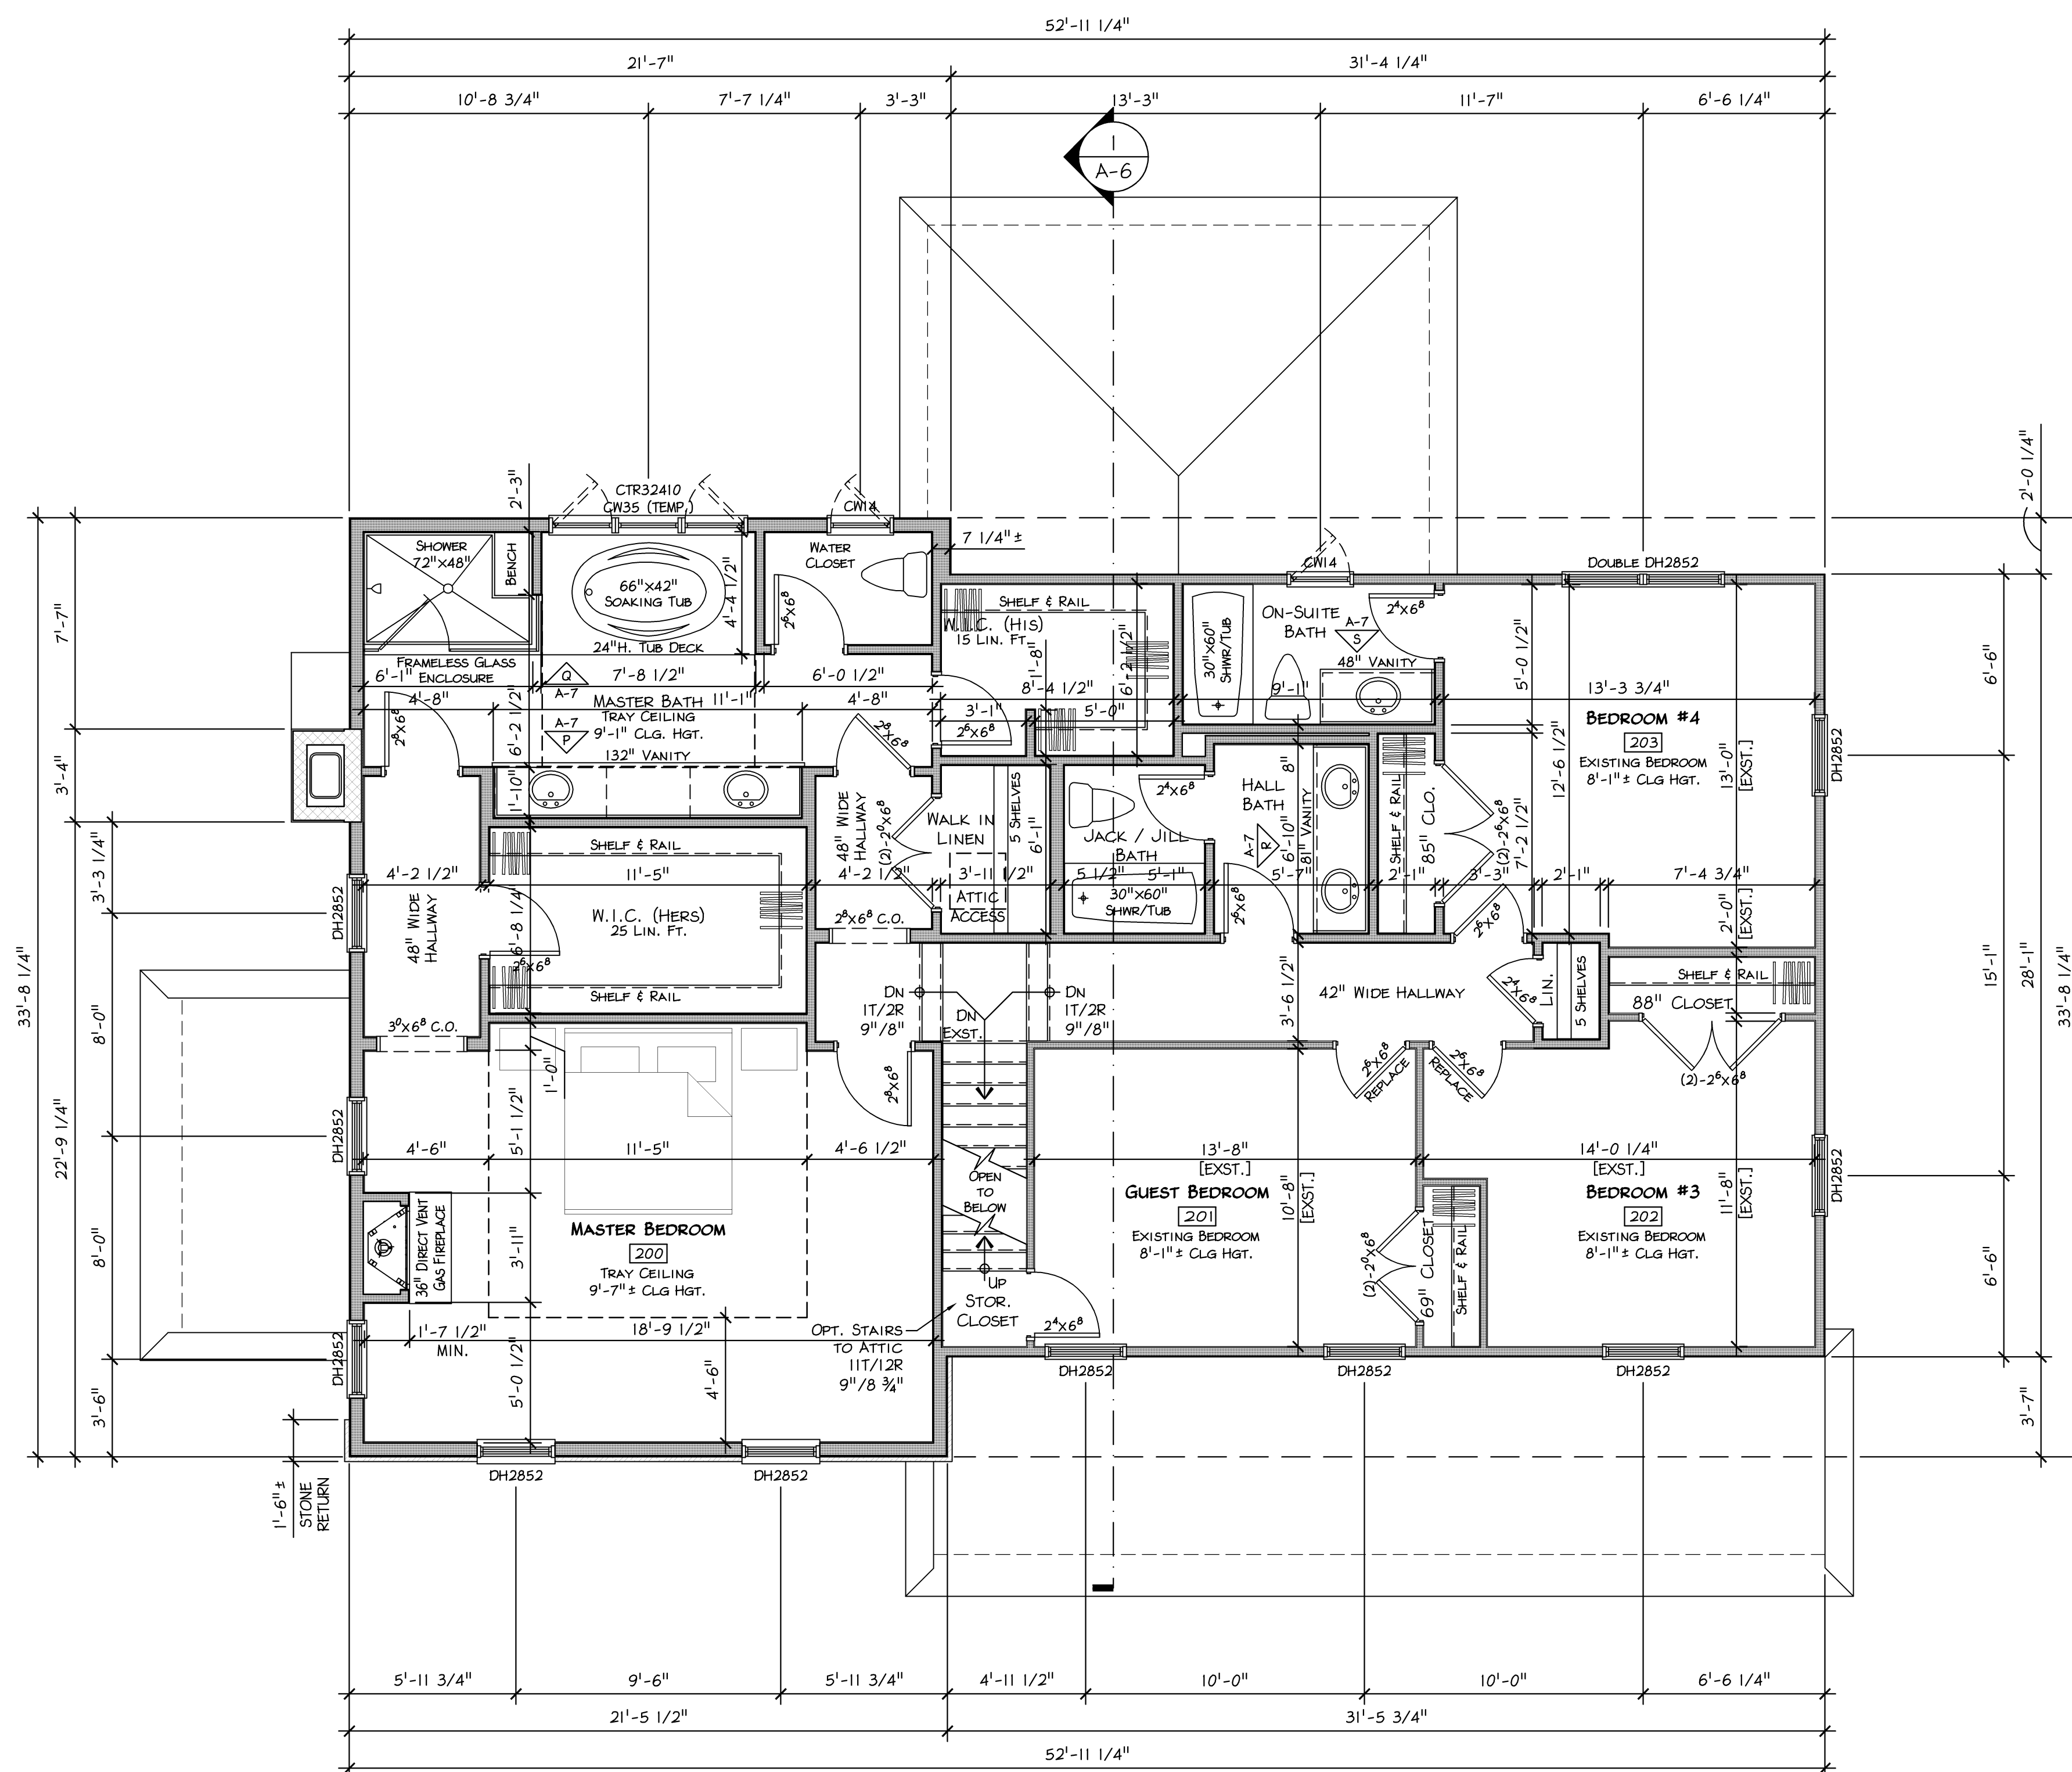 52'-11 1/4"
21'-7"
31'-4 1/4"
10'-8 3/4"
7'-7 1/4"
3'-3"
13'-3"
11'-7"
6'-6 1/4"
A-6
2'-0 1/4"
2'-3"
CTR32410
CW35 (TEMP.)
CW14
7 1/4" ±
CW14
DOUBLE DH2852
SHOWER
72"X48"
BENCH
66"X42"
SOAKING TUB
4'-4 1/2"
WATER
CLOSET
2⁶X6⁸
24"H. TUB DECK
FRAMELESS GLASS
ENCLOSURE
6'-1"
7'-8 1/2"
6'-0 1/2"
Q
A-7
4'-8"
MASTER BATH
11'-1"
4'-8"
TRAY CEILING
9'-1" CLG. HGT.
A-7
P
132" VANITY
6'-2 1/2"
1'-10"
2⁸X6⁸
2⁸X6⁸
SHELF & RAIL
W.I.C. (HIS)
15 LIN. FT.
1'-8"
6'-2 1/2"
8'-4 1/2"
3'-1"
5'-0"
2⁶X6⁸
30"X60"
SHWR/TUB
ON-SUITE
BATH
A-7
S
2⁴X6⁸
48" VANITY
9'-1"
5'-0 1/2"
13'-3 3/4"
BEDROOM #4
203
EXISTING BEDROOM
8'-1"± CLG HGT.
12'-6 1/2"
13'-0"
[EXST.]
DH2852
6'-6"
7'-7"
3'-4"
33'-8 1/4"
22'-9 1/4"
3'-3 1/4"
8'-0"
8'-0"
3'-6"
48" WIDE
HALLWAY
(2)-2⁰X6⁸
WALK IN
LINEN
5 SHELVES
6'-1"
ATTIC
ACCESS
2⁴X6⁸
JACK / JILL
BATH
30"X60"
SHWR/TUB
HALL
BATH
A-7
R
8"
6'-10"
81" VANITY
2⁶X6⁸
SHELF & RAIL
85" CLO.
(2)-2⁶X6⁸
7'-2 1/2"
2⁶X6⁸
4'-2 1/2"
11'-5"
4'-2 1/2"
3'-11 1/2"
5 1/2"
5'-1"
5'-7"
2'-1"
3'-3"
2'-1"
7'-4 3/4"
2'-0"
[EXST.]
DH2852
48" WIDE
HALLWAY
SHELF & RAIL
W.I.C. (HERS)
25 LIN. FT.
6'-8 1/4"
2⁶X6⁸
SHELF & RAIL
2⁸X6⁸ C.O.
3⁰X6⁸ C.O.
DN
1T/2R
9"/8"
DN
EXST.
DN
1T/2R
9"/8"
3'-6 1/2"
42" WIDE HALLWAY
2⁴X6⁸
LIN.
5 SHELVES
SHELF & RAIL
88" CLOSET
(2)-2⁶X6⁸
15'-1"
28'-1"
33'-8 1/4"
1'-0"
2⁸X6⁸
2⁶X6⁸
REPLACE
2⁶X6⁸
REPLACE
DH2852
4'-6"
5'-1 1/2"
11'-5"
4'-6 1/2"
13'-8"
[EXST.]
14'-0 1/4"
[EXST.]
OPEN
TO
BELOW
GUEST BEDROOM
201
EXISTING BEDROOM
8'-1"± CLG HGT.
10'-8"
[EXST.]
BEDROOM #3
202
EXISTING BEDROOM
8'-1"± CLG HGT.
11'-8"
[EXST.]
DH2852
36" DIRECT VENT
GAS FIREPLACE
3'-11"
MASTER BEDROOM
200
TRAY CEILING
9'-7"± CLG HGT.
(2)-2⁰X6⁸
69" CLOSET
SHELF & RAIL
6'-6"
UP
STOR.
CLOSET
2⁴X6⁸
DH2852
1'-7 1/2"
MIN.
18'-9 1/2"
OPT. STAIRS
TO ATTIC
11T/12R
9"/8 ¾"
5'-0 1/2"
4'-6"
DH2852
DH2852
DH2852
3'-7"
DH2852
DH2852
1'-6" ±
STONE
RETURN
5'-11 3/4"
9'-6"
5'-11 3/4"
4'-11 1/2"
10'-0"
10'-0"
6'-6 1/4"
21'-5 1/2"
31'-5 3/4"
52'-11 1/4"